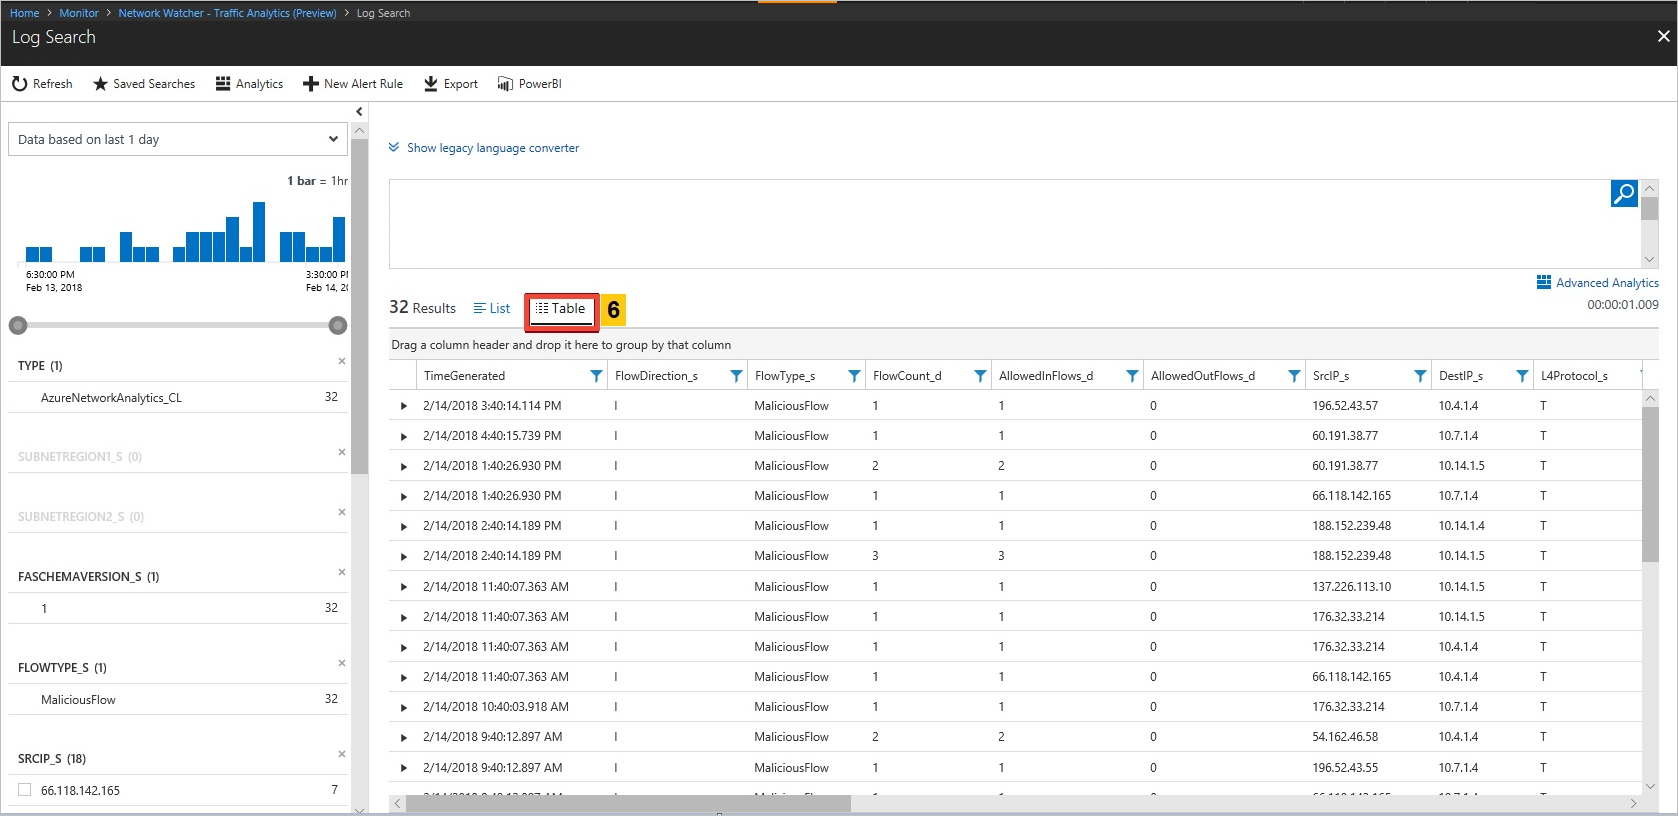 Home > Monitor > Network Watcher - Traffic Analytics (Preview) > Log Search
Log Search
Refresh Saved Searches Analytics New Alert Rule Export PowerBI
Data based on last 1 day
1 bar = 1hr
6:30:00 PM
Feb 13, 2018
3:30:00
Feb 14,
TYPE (1)
AzureNetworkAnalytics_CL 32
SUBNETREGION1_S (0)
SUBNETREGION2_S (0)
FASCHEMAVERSION_S (1)
1 32
FLOWTYPE_S (1)
MaliciousFlow 32
SRCIP_S (18)
66.118.142.165 7
Show legacy language converter
Advanced Analytics
32 Results List Table 6 00:00:01.009
Drag a column header and drop it here to group by that column
TimeGenerated FlowDirection_s FlowType_s FlowCount_d AllowedInFlows_d AllowedOutFlows_d SrcIP_s DestIP_s L4Protocol_s
2/14/2018 3:40:14.114 PM I MaliciousFlow 1 1 0 196.52.43.57 10.4.1.4 T
2/14/2018 4:40:15.739 PM I MaliciousFlow 1 1 0 60.191.38.77 10.7.1.4 T
2/14/2018 1:40:26.930 PM I MaliciousFlow 2 2 0 60.191.38.77 10.14.1.5 T
2/14/2018 1:40:26.930 PM I MaliciousFlow 1 1 0 66.118.142.165 10.7.1.4 T
2/14/2018 2:40:14.189 PM I MaliciousFlow 1 1 0 188.152.239.48 10.14.1.4 T
2/14/2018 2:40:14.189 PM I MaliciousFlow 3 3 0 188.152.239.48 10.14.1.5 T
2/14/2018 11:40:07.363 AM I MaliciousFlow 1 1 0 137.226.113.10 10.14.1.5 T
2/14/2018 11:40:07.363 AM I MaliciousFlow 1 1 0 176.32.33.214 10.14.1.5 T
2/14/2018 11:40:07.363 AM I MaliciousFlow 1 1 0 176.32.33.214 10.4.1.4 T
2/14/2018 11:40:07.363 AM I MaliciousFlow 1 1 0 66.118.142.165 10.4.1.4 T
2/14/2018 10:40:03.918 AM I MaliciousFlow 1 1 0 176.32.33.214 10.7.1.4 T
2/14/2018 9:40:12.897 AM I MaliciousFlow 2 2 0 54.162.46.58 10.4.1.4 T
2/14/2018 9:40:12.897 AM I MaliciousFlow 1 1 0 196.52.43.55 10.7.1.4 T